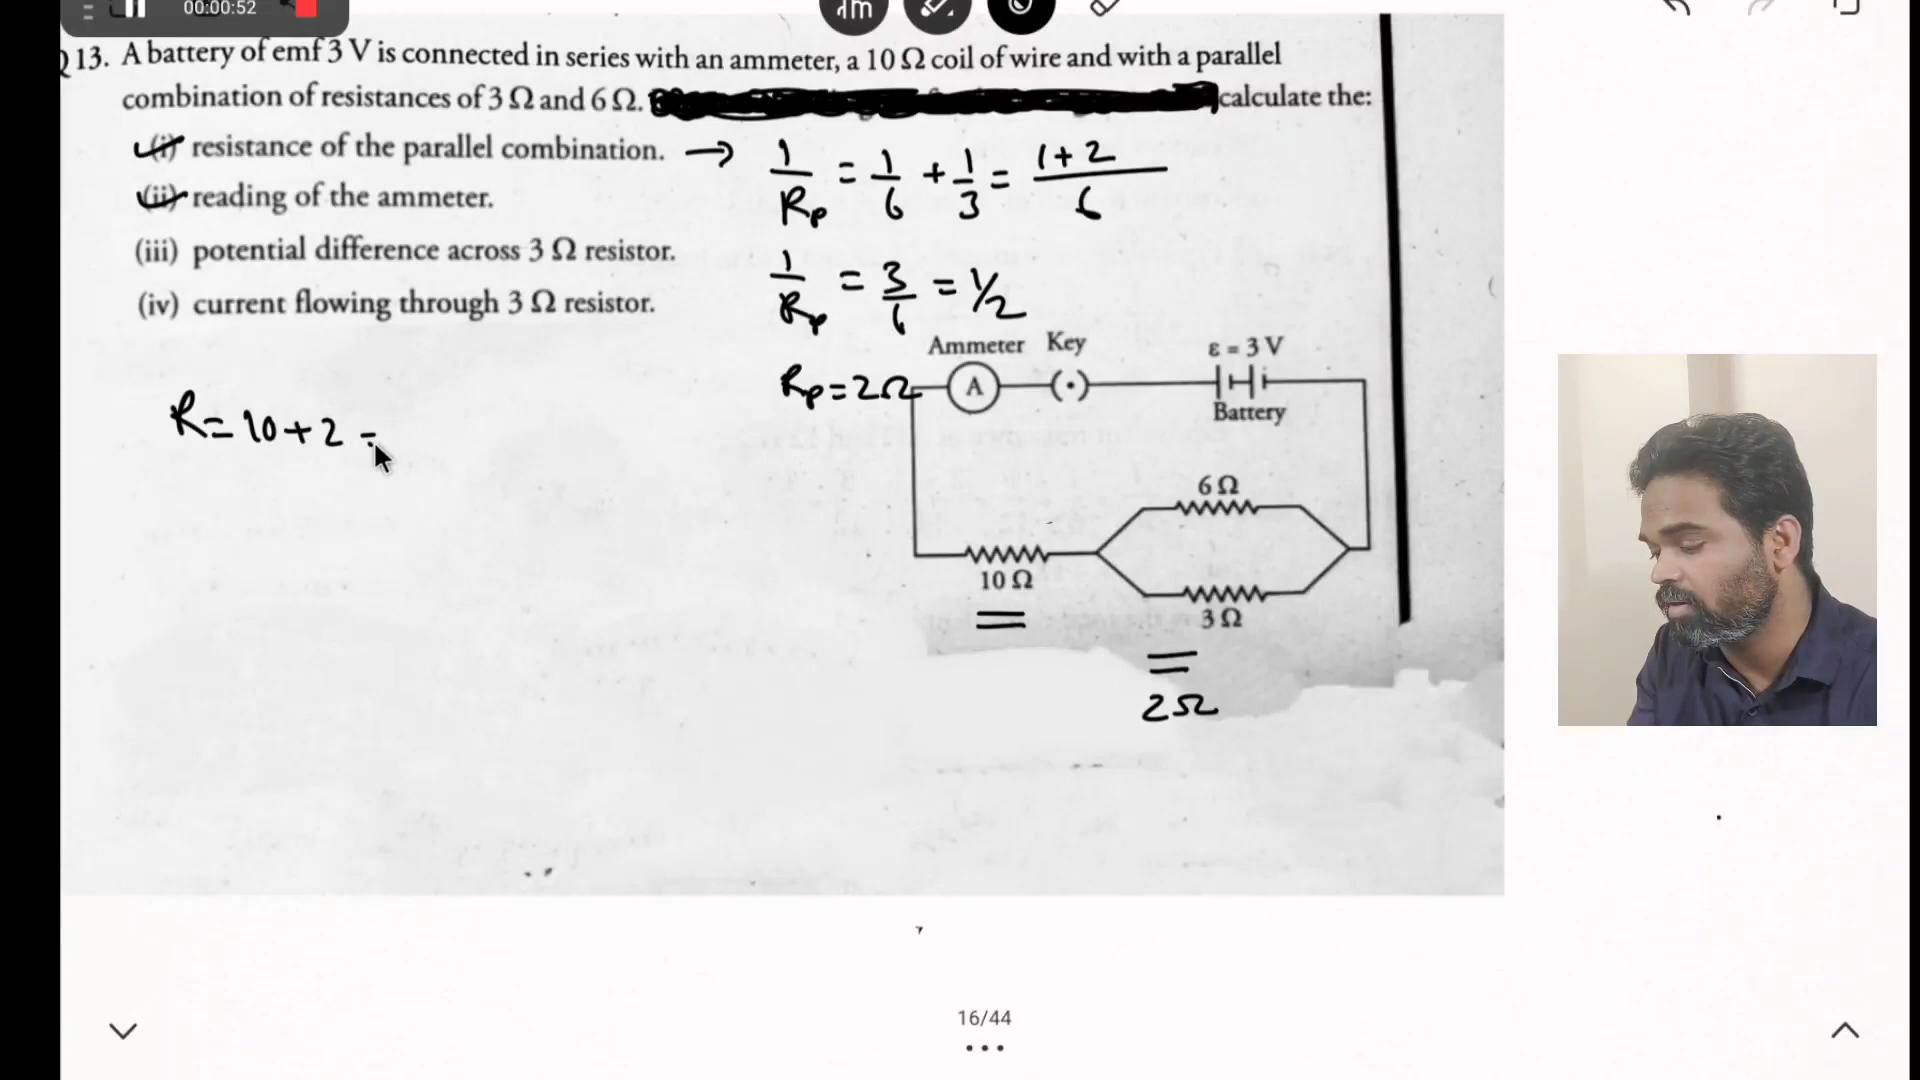 00:00:52
Q 13. A battery of emf 3 V is connected in series with an ammeter, a 10 Ω coil of wire and with a parallel
combination of resistances of 3 Ω and 6 Ω. calculate the:
(i) resistance of the parallel combination. → 1/Rp = 1/6 + 1/3 = (1+2)/6
(ii) reading of the ammeter.
(iii) potential difference across 3 Ω resistor.
1/Rp = 3/6 = 1/2
(iv) current flowing through 3 Ω resistor.
Ammeter Key ε = 3 V
Rp = 2Ω
A
Battery
R = 10 + 2 =
6 Ω
10 Ω
3 Ω
2Ω
16/44